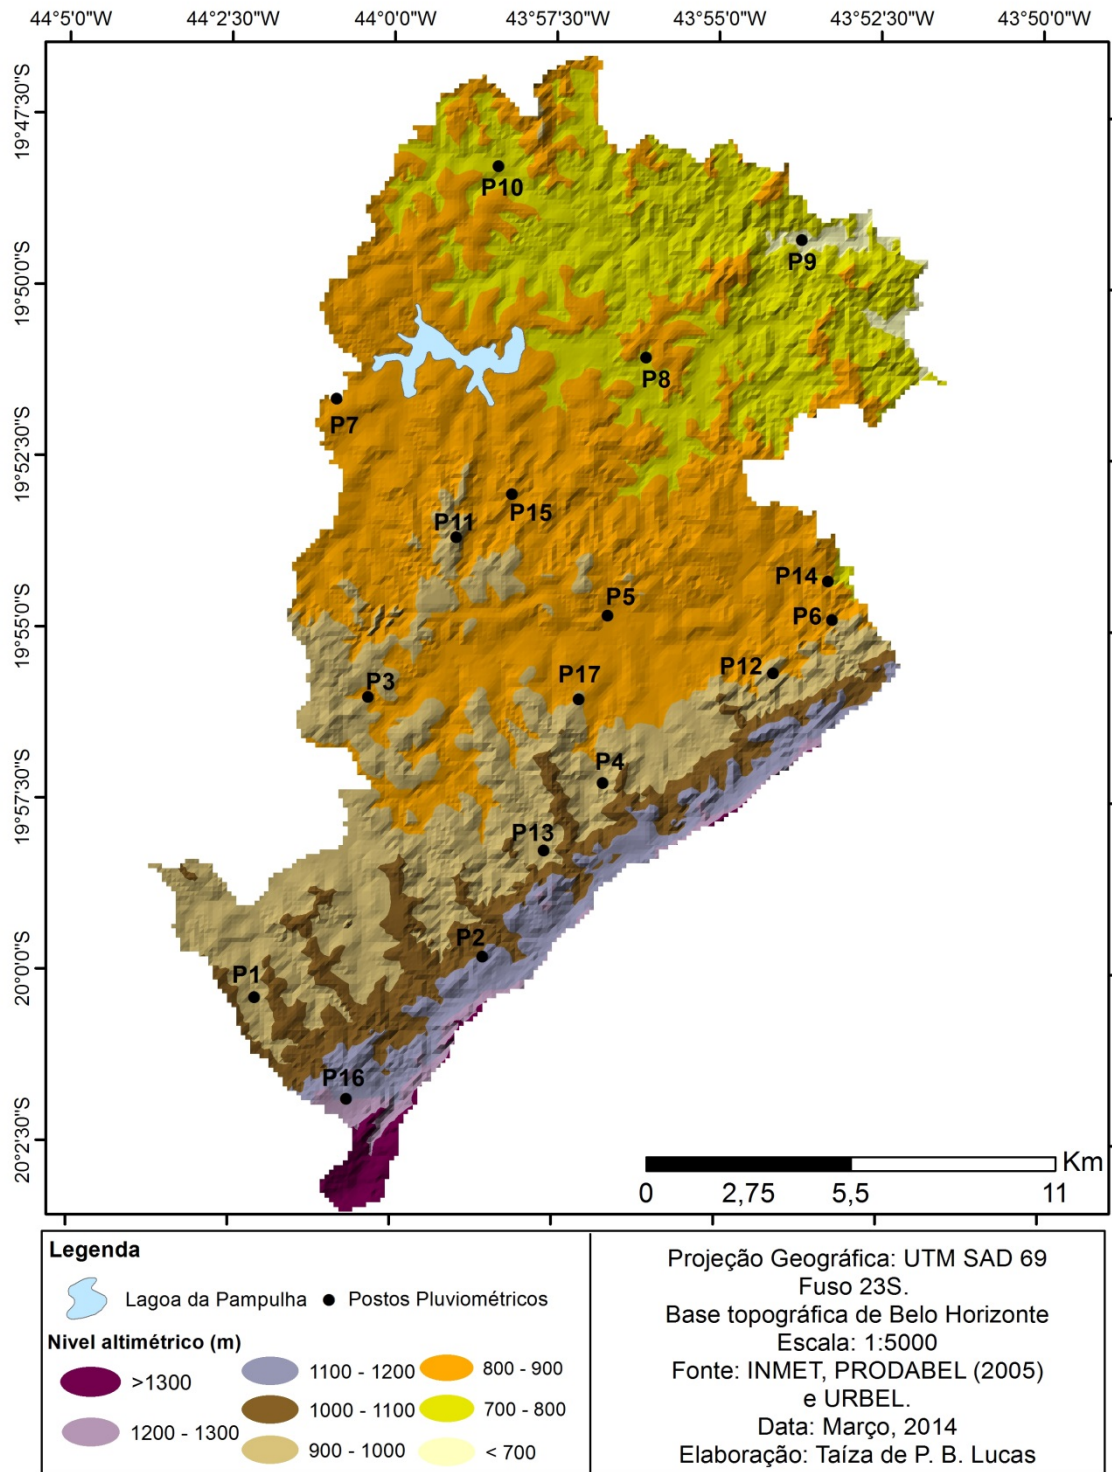 44°5'0"W 44°2'30"W 44°0'0"W 43°57'30"W 43°55'0"W 43°52'30"W 43°50'0"W
19°47'30"S
19°50'0"S
19°52'30"S
19°55'0"S
19°57'30"S
20°0'0"S
20°2'30"S
P10
P9
P8
P7
P15
P11
P14
P5
P6
P12
P3
P17
P4
P13
P2
P1
P16
Km
0 2,75 5,5 11
Legenda
Lagoa da Pampulha
Postos Pluviométricos
Nivel altimétrico (m)
>1300
1200 - 1300
1100 - 1200
1000 - 1100
900 - 1000
800 - 900
700 - 800
< 700
Projeção Geográfica: UTM SAD 69
Fuso 23S.
Base topográfica de Belo Horizonte
Escala: 1:5000
Fonte: INMET, PRODABEL (2005)
e URBEL.
Data: Março, 2014
Elaboração: Taíza de P. B. Lucas